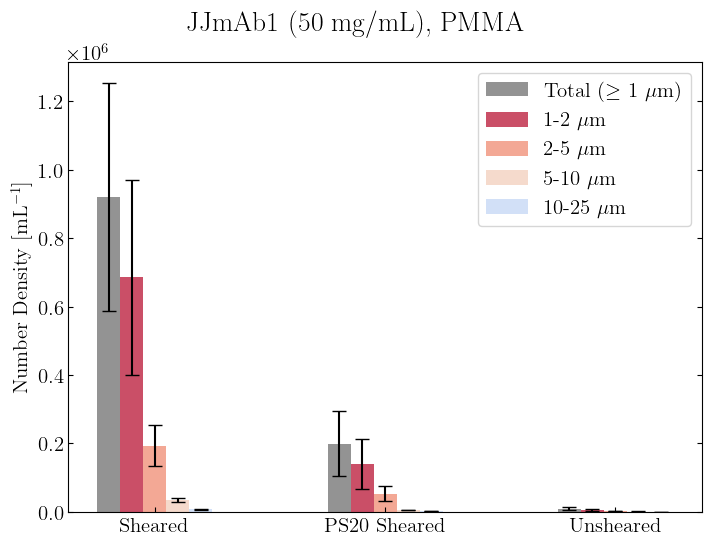 JJmAb1 (50 mg/mL), PMMA
×10⁶
Number Density [mL⁻¹]
1.2
1.0
0.8
0.6
0.4
0.2
0.0
Total (≥ 1 μm)
1-2 μm
2-5 μm
5-10 μm
10-25 μm
Sheared
PS20 Sheared
Unsheared